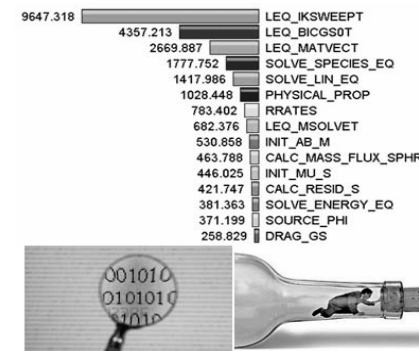 9647.318 LEQ_IKSWEEPT
4357.213 LEQ_BICGS0T
2669.887 LEQ_MATVECT
1777.752 SOLVE_SPECIES_EQ
1417.986 SOLVE_LIN_EQ
1028.448 PHYSICAL_PROP
783.402 RRATES
682.376 LEQ_MSOLVET
530.858 INIT_AB_M
463.788 CALC_MASS_FLUX_SPHR
446.025 INIT_MU_S
421.747 CALC_RESID_S
381.363 SOLVE_ENERGY_EQ
371.199 SOURCE_PHI
258.829 DRAG_GS
001010
0101010
01010